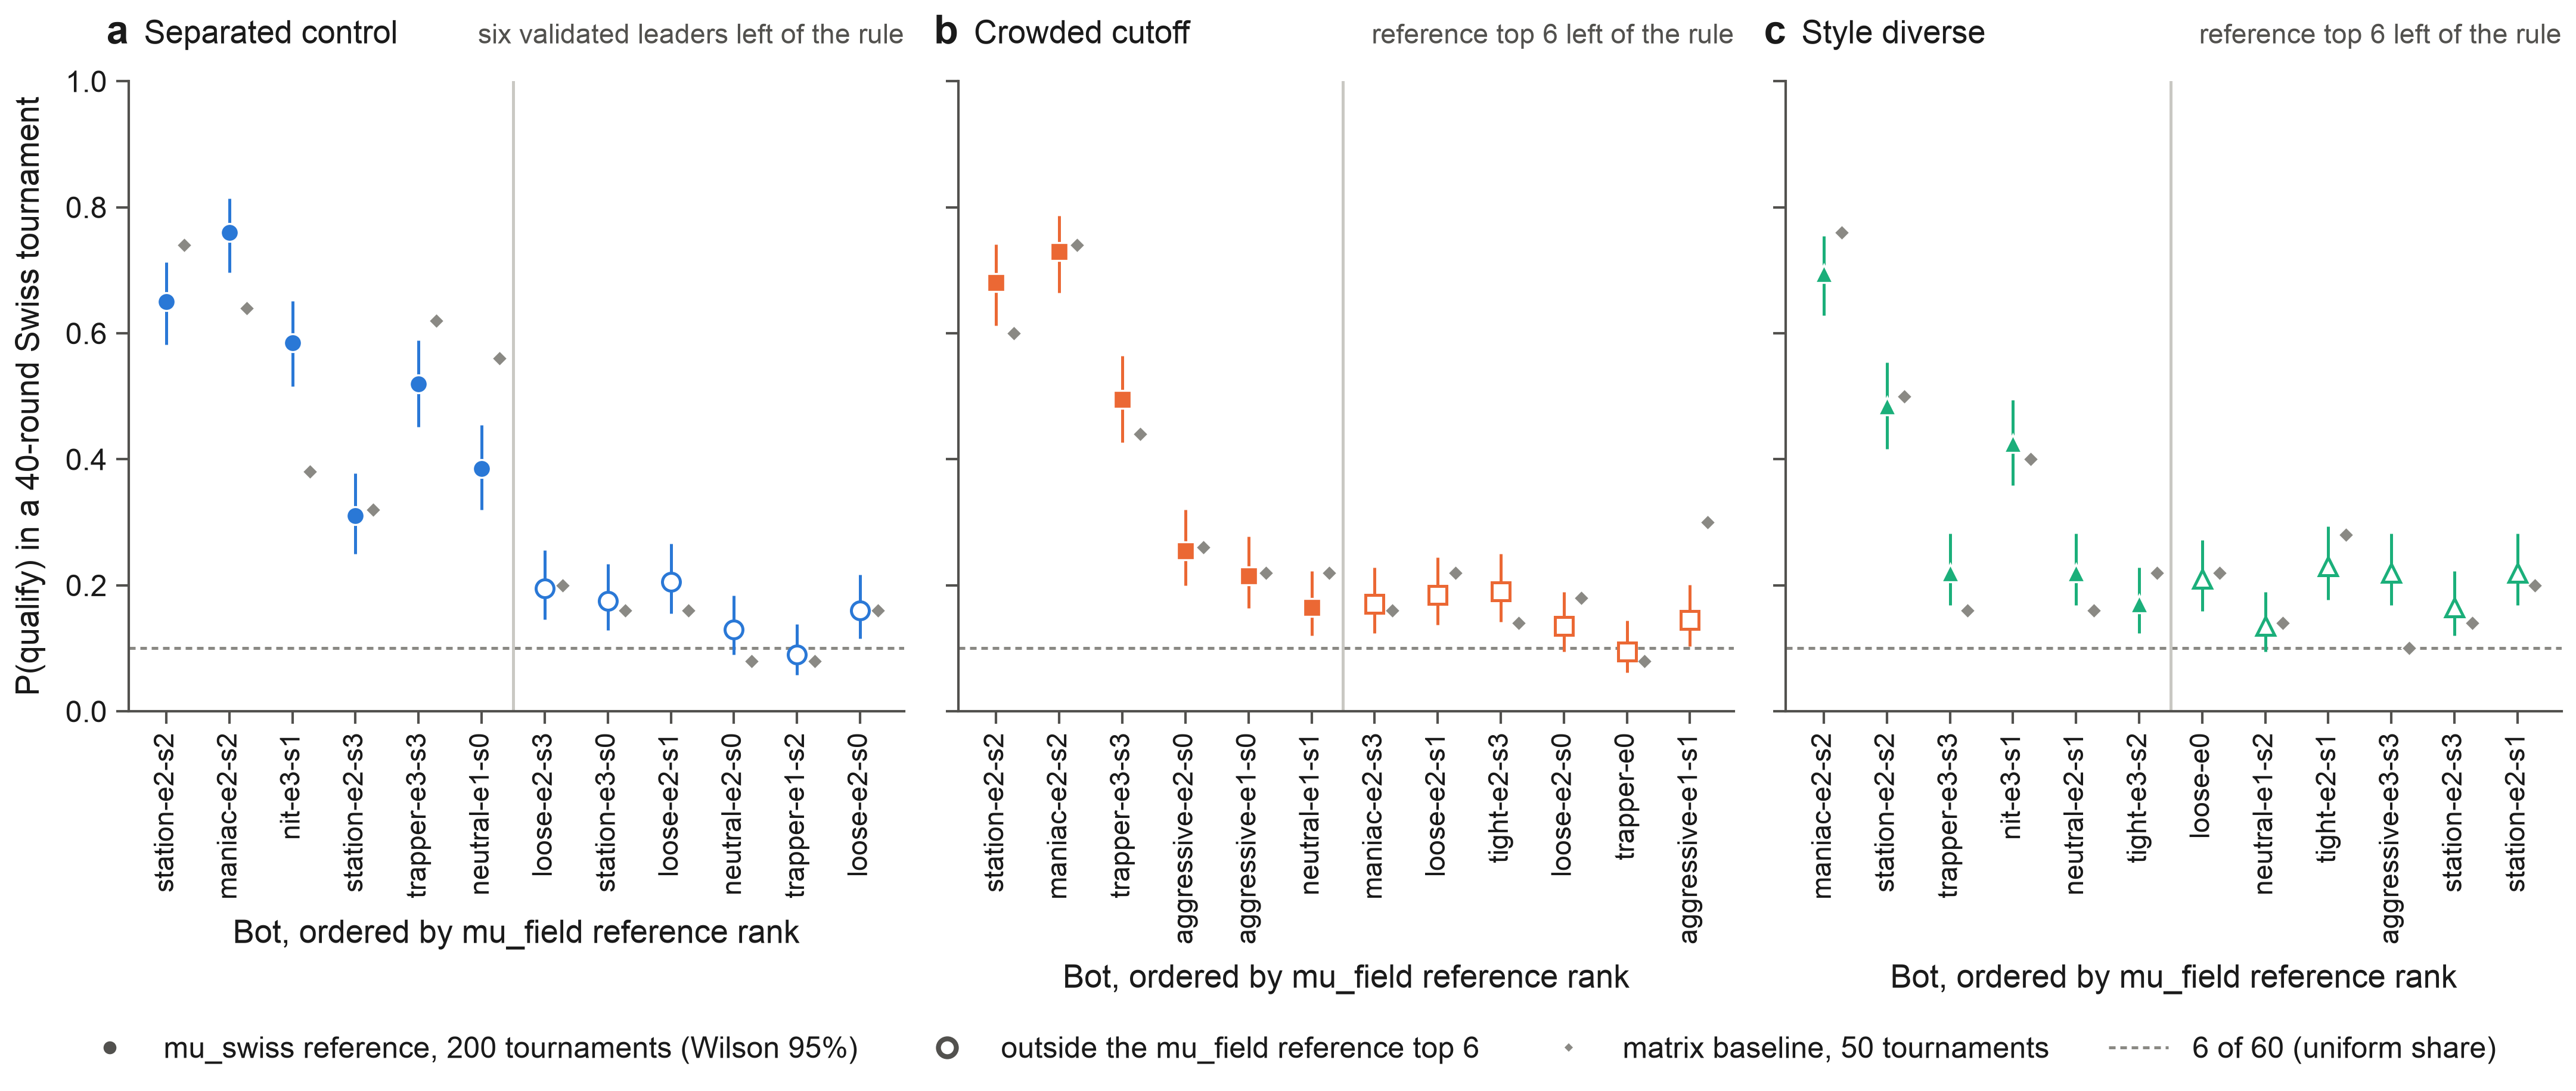 a Separated control
six validated leaders left of the rule
b Crowded cutoff
reference top 6 left of the rule
c Style diverse
reference top 6 left of the rule
P(qualify) in a 40-round Swiss tournament
1.0
0.8
0.6
0.4
0.2
0.0
station-e2-s2
maniac-e2-s2
nit-e3-s1
station-e2-s3
trapper-e3-s3
neutral-e1-s0
loose-e2-s3
station-e3-s0
loose-e2-s1
neutral-e2-s0
trapper-e1-s2
loose-e2-s0
Bot, ordered by mu_field reference rank
station-e2-s2
maniac-e2-s2
trapper-e3-s3
aggressive-e2-s0
aggressive-e1-s0
neutral-e1-s1
maniac-e2-s3
loose-e2-s1
tight-e2-s3
loose-e2-s0
trapper-e0
aggressive-e1-s1
Bot, ordered by mu_field reference rank
maniac-e2-s2
station-e2-s2
trapper-e3-s3
nit-e3-s1
neutral-e2-s1
tight-e3-s2
loose-e0
neutral-e1-s2
tight-e2-s1
aggressive-e3-s3
station-e2-s3
station-e2-s1
Bot, ordered by mu_field reference rank
mu_swiss reference, 200 tournaments (Wilson 95%)
outside the mu_field reference top 6
matrix baseline, 50 tournaments
6 of 60 (uniform share)